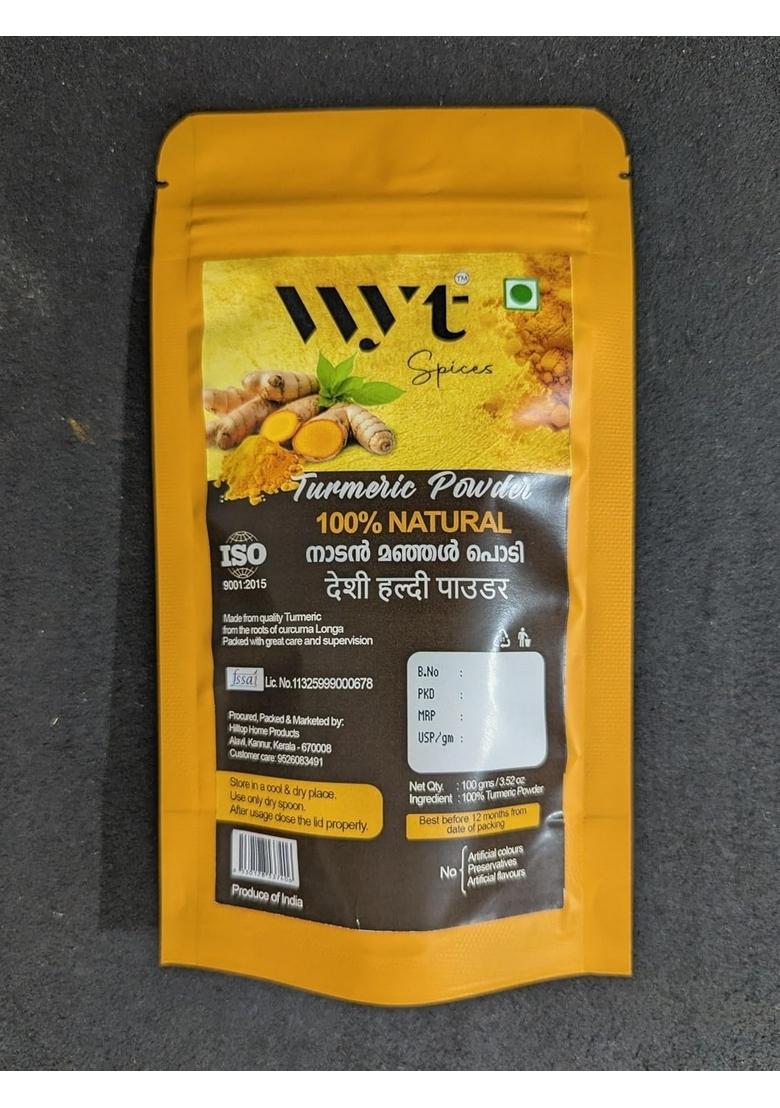 wyt TM
Spices
Turmeric Powder
100% NATURAL
നാടൻ മഞ്ഞൾ പൊടി
देशी हल्दी पाउडर
ISO
9001:2015
Made from quality Turmeric
from the roots of curcuma Longa
Packed with great care and supervision
fssai Lic. No.11325999000678
Procured, Packed & Marketed by:
Hilltop Home Products
Alavil, Kannur, Kerala - 670008
Customer care: 9526083491
Store in a cool & dry place.
Use only dry spoon.
After usage close the lid properly.
Produce of India
B.No :
PKD :
MRP :
USP/gm :
Net Qty. : 100 gms / 3.52 oz
Ingredient : 100% Turmeric Powder
Best before 12 months from
date of packing
No
Artificial colours
Preservatives
Artificial flavours